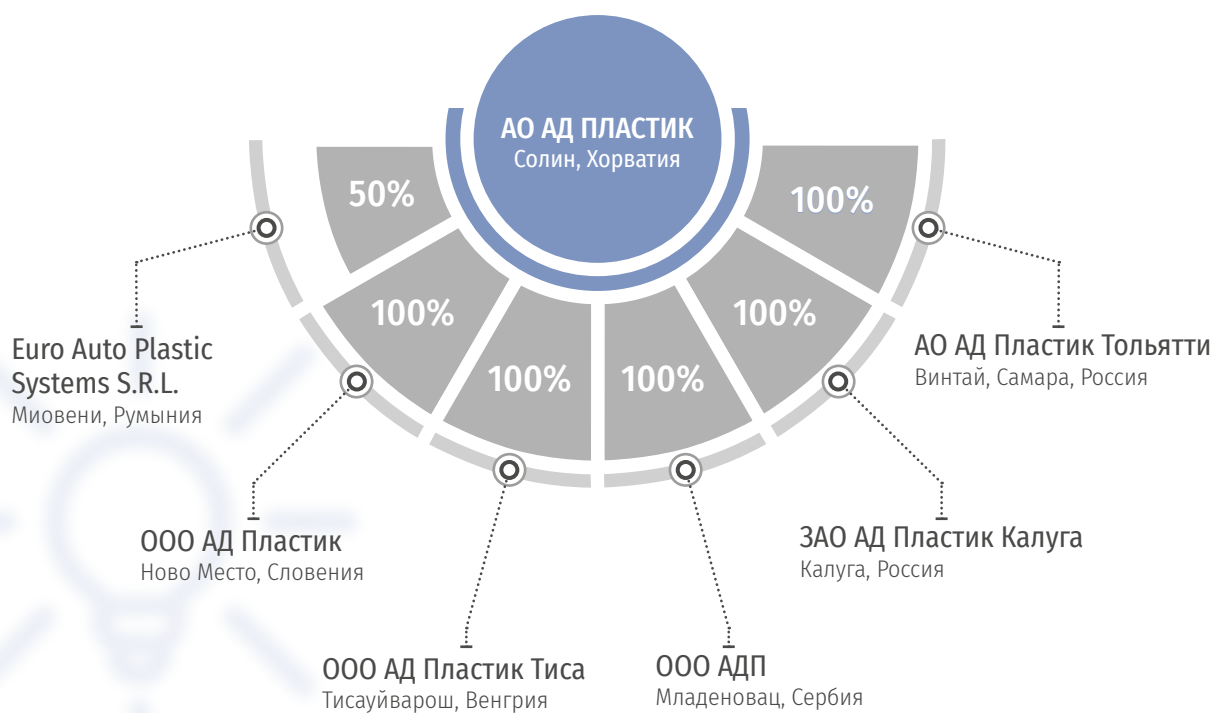 АО АД ПЛАСТИК
Солин, Хорватия
50%
100%
100%
100%
100%
100%
Euro Auto Plastic
Systems S.R.L.
Миовени, Румыния
ООО АД Пластик
Ново Место, Словения
ООО АД Пластик Тиса
Тисауйварош, Венгрия
ООО АДП
Младеновац, Сербия
ЗАО АД Пластик Калуга
Калуга, Россия
АО АД Пластик Тольятти
Винтай, Самара, Россия